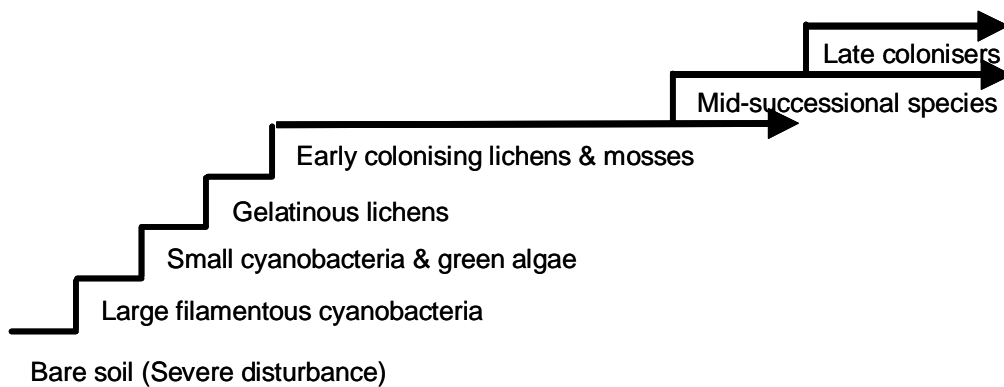 Late colonisers
Mid-successional species
Early colonising lichens & mosses
Gelatinous lichens
Small cyanobacteria & green algae
Large filamentous cyanobacteria
Bare soil (Severe disturbance)